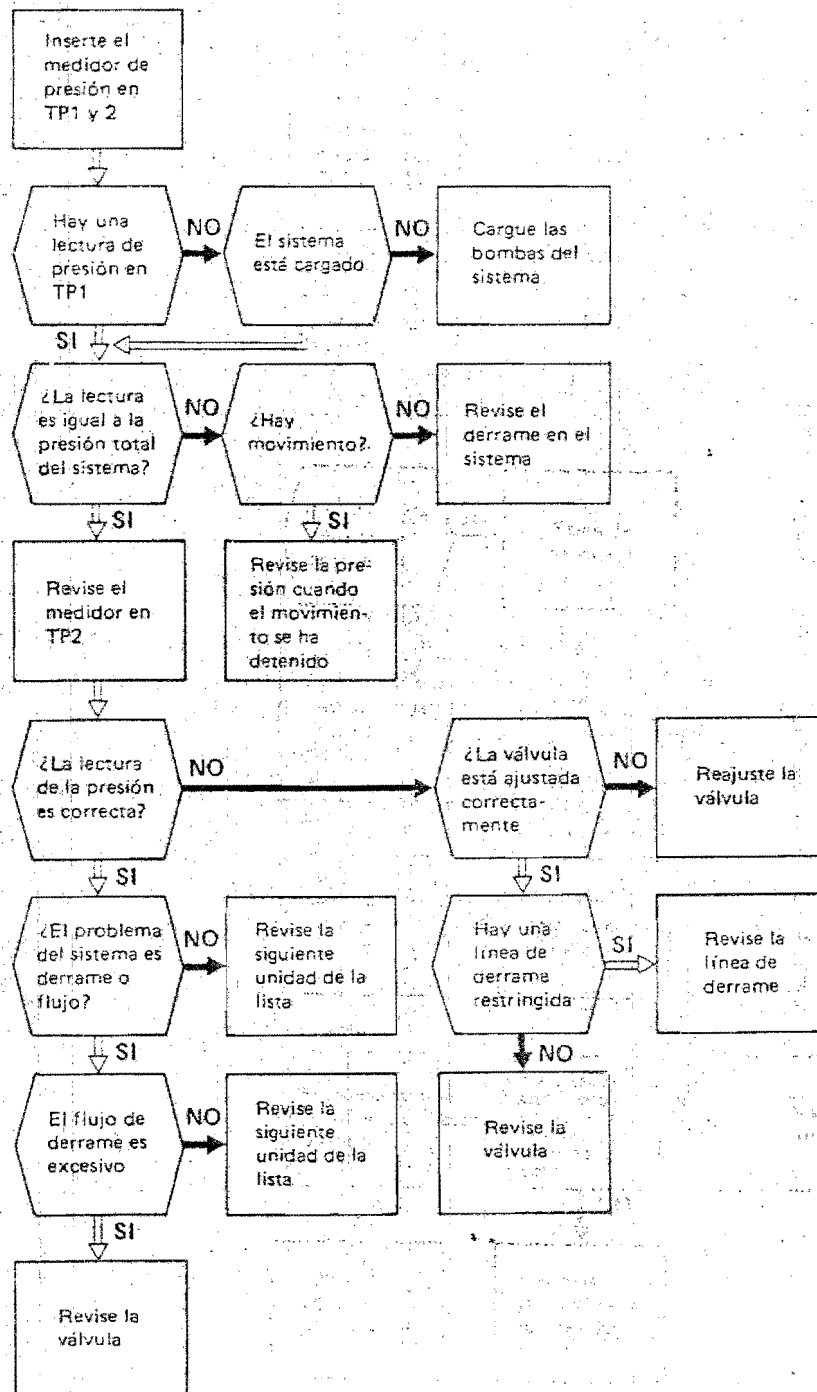 Inserte el
medidor de
presión en
TP1 y 2
Hay una
lectura de
presión en
TP1
NO
El sistema
está cargado
NO
Cargue las
bombas del
sistema
SI
¿La lectura
es igual a la
presión total
del sistema?
NO
¿Hay
movimiento?
NO
Revise el
derrame en el
sistema
SI
SI
Revise el
medidor en
TP2
Revise la pre-
sión cuando
el movimien-
to se ha
detenido
¿La lectura
de la presión
es correcta?
NO
¿La válvula
está ajustada
correcta-
mente
NO
Reajuste la
válvula
SI
SI
¿El problema
del sistema es
derrame o
flujo?
NO
Revise la
siguiente
unidad de la
lista
Hay una
línea de
derrame
restringida
SI
Revise la
línea de
derrame
SI
NO
El flujo de
derrame es
excesivo
NO
Revise la
siguiente
unidad de la
lista
Revise la
válvula
SI
Revise la
válvula